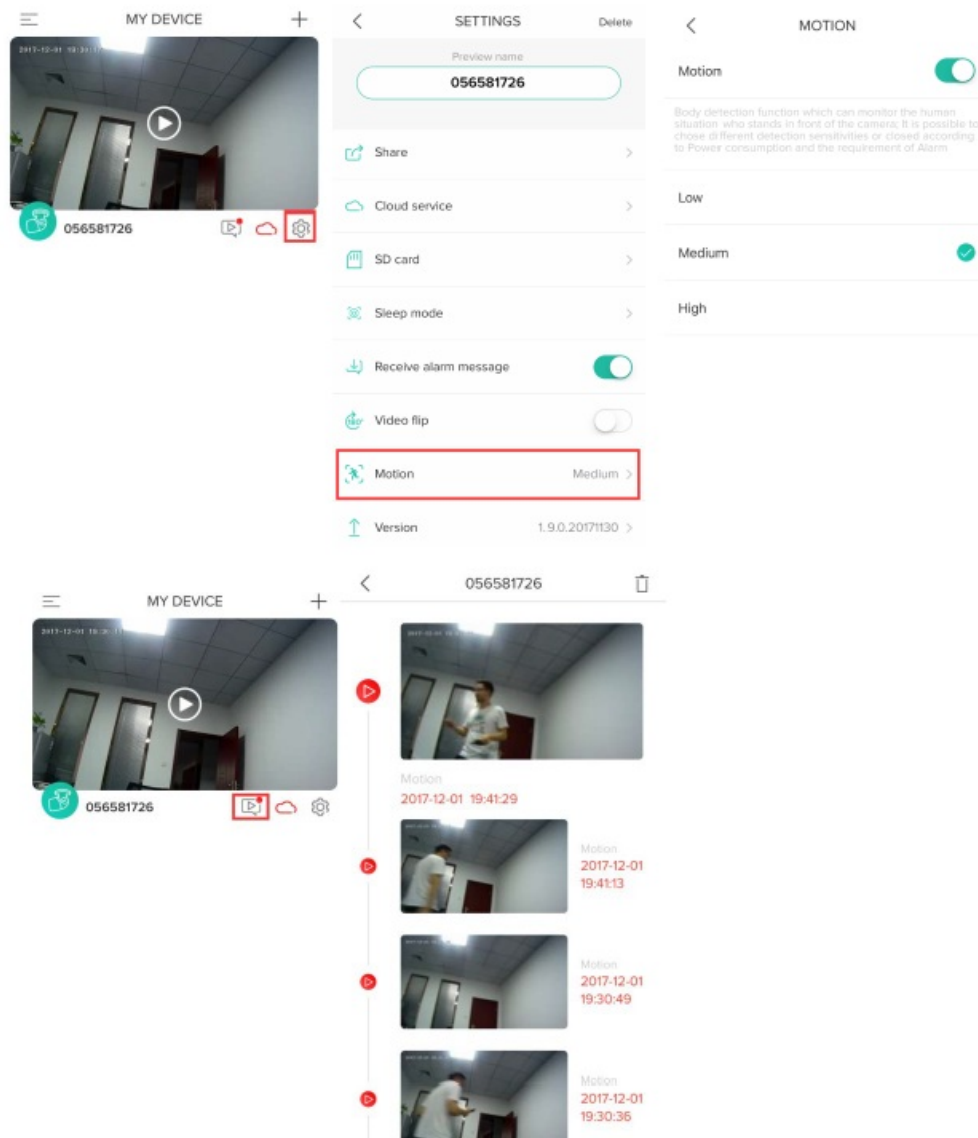 MY DEVICE
056581726
SETTINGS
Delete
Preview name
056581726
Share
Cloud service
SD card
Sleep mode
Receive alarm message
Video flip
Motion
Medium
Version
1.9.0.20171130
MOTION
Motion
Body detection function which can monitor the human
situation who stands in front of the camera; It is possible to
chose different detection sensitivities or closed according
to Power consumption and the requirement of Alarm
Low
Medium
High
MY DEVICE
056581726
056581726
Motion
2017-12-01 19:41:29
Motion
2017-12-01
19:41:13
Motion
2017-12-01
19:30:49
Motion
2017-12-01
19:30:36